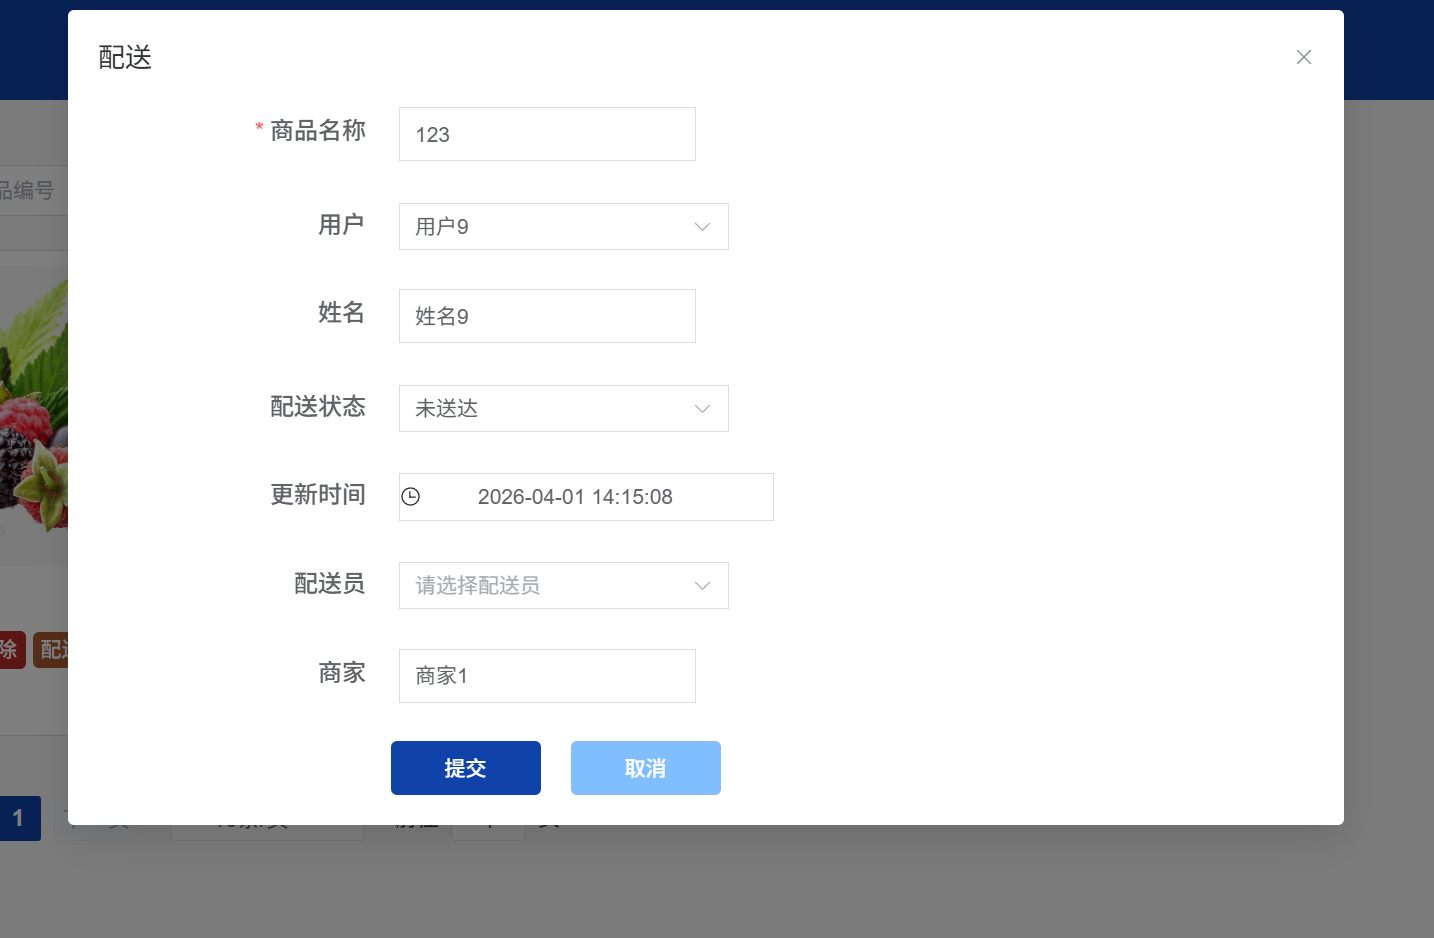 配送
* 商品名称 123
品编号
用户 用户9
姓名 姓名9
配送状态 未送达
更新时间 2026-04-01 14:15:08
配送员 请选择配送员
除 配
商家 商家1
提交 取消
1